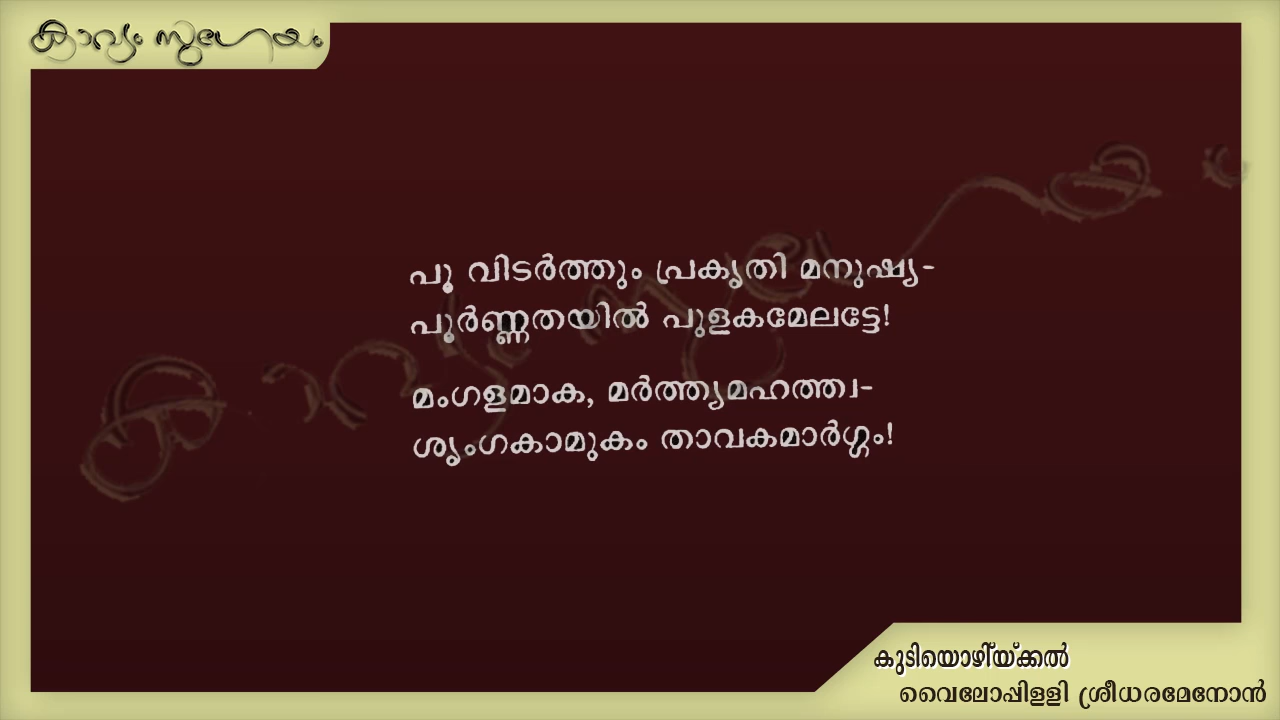 കാവ്യം സുഗേയം
പൂ വിടർത്തും പ്രകൃതി മനുഷ്യ-
പൂർണ്ണതയിൽ പുളകമേലട്ടേ!
മംഗളമാക, മർത്ത്യമഹത്ത്വ-
ശൃംഗകാമുകം താവകമാർഗ്ഗം!
കുടിയൊഴിയ്ക്കൽ
വൈലോപ്പിള്ളി ശ്രീധരമേനോൻ